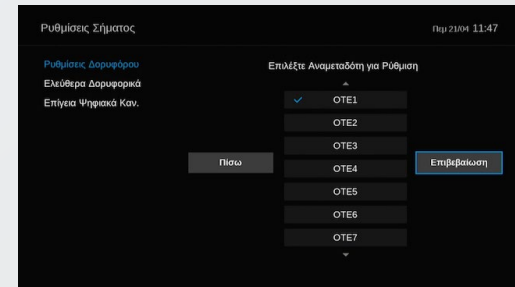 Ρυθμίσεις Σήματος
Πεμ 21/04 11:47
Ρυθμίσεις Δορυφόρου
Ελεύθερα Δορυφορικά
Επίγεια Ψηφιακά Καν.
Επιλέξτε Αναμεταδότη για Ρύθμιση
OTE1
OTE2
OTE3
OTE4
OTE5
OTE6
OTE7
Πίσω
Επιβεβαίωση